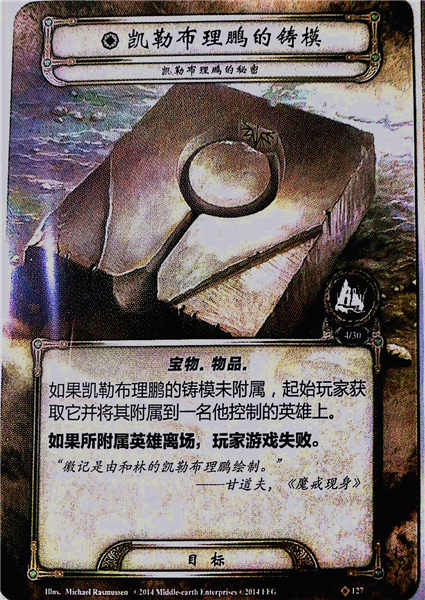 凯勒布理鹏的铸模
凯勒布理鹏的秘密
4/30
宝物. 物品.
如果凯勒布理鹏的铸模未附属，起始玩家获
取它并将其附属到一名他控制的英雄上。
如果所附属英雄离场，玩家游戏失败。
“徽记是由和林的凯勒布理鹏绘制。”
——甘道夫，《魔戒现身》
目标
Illus. Michael Rasmussen ©2014 Middle-earth Enterprises ©2014 FFG 127